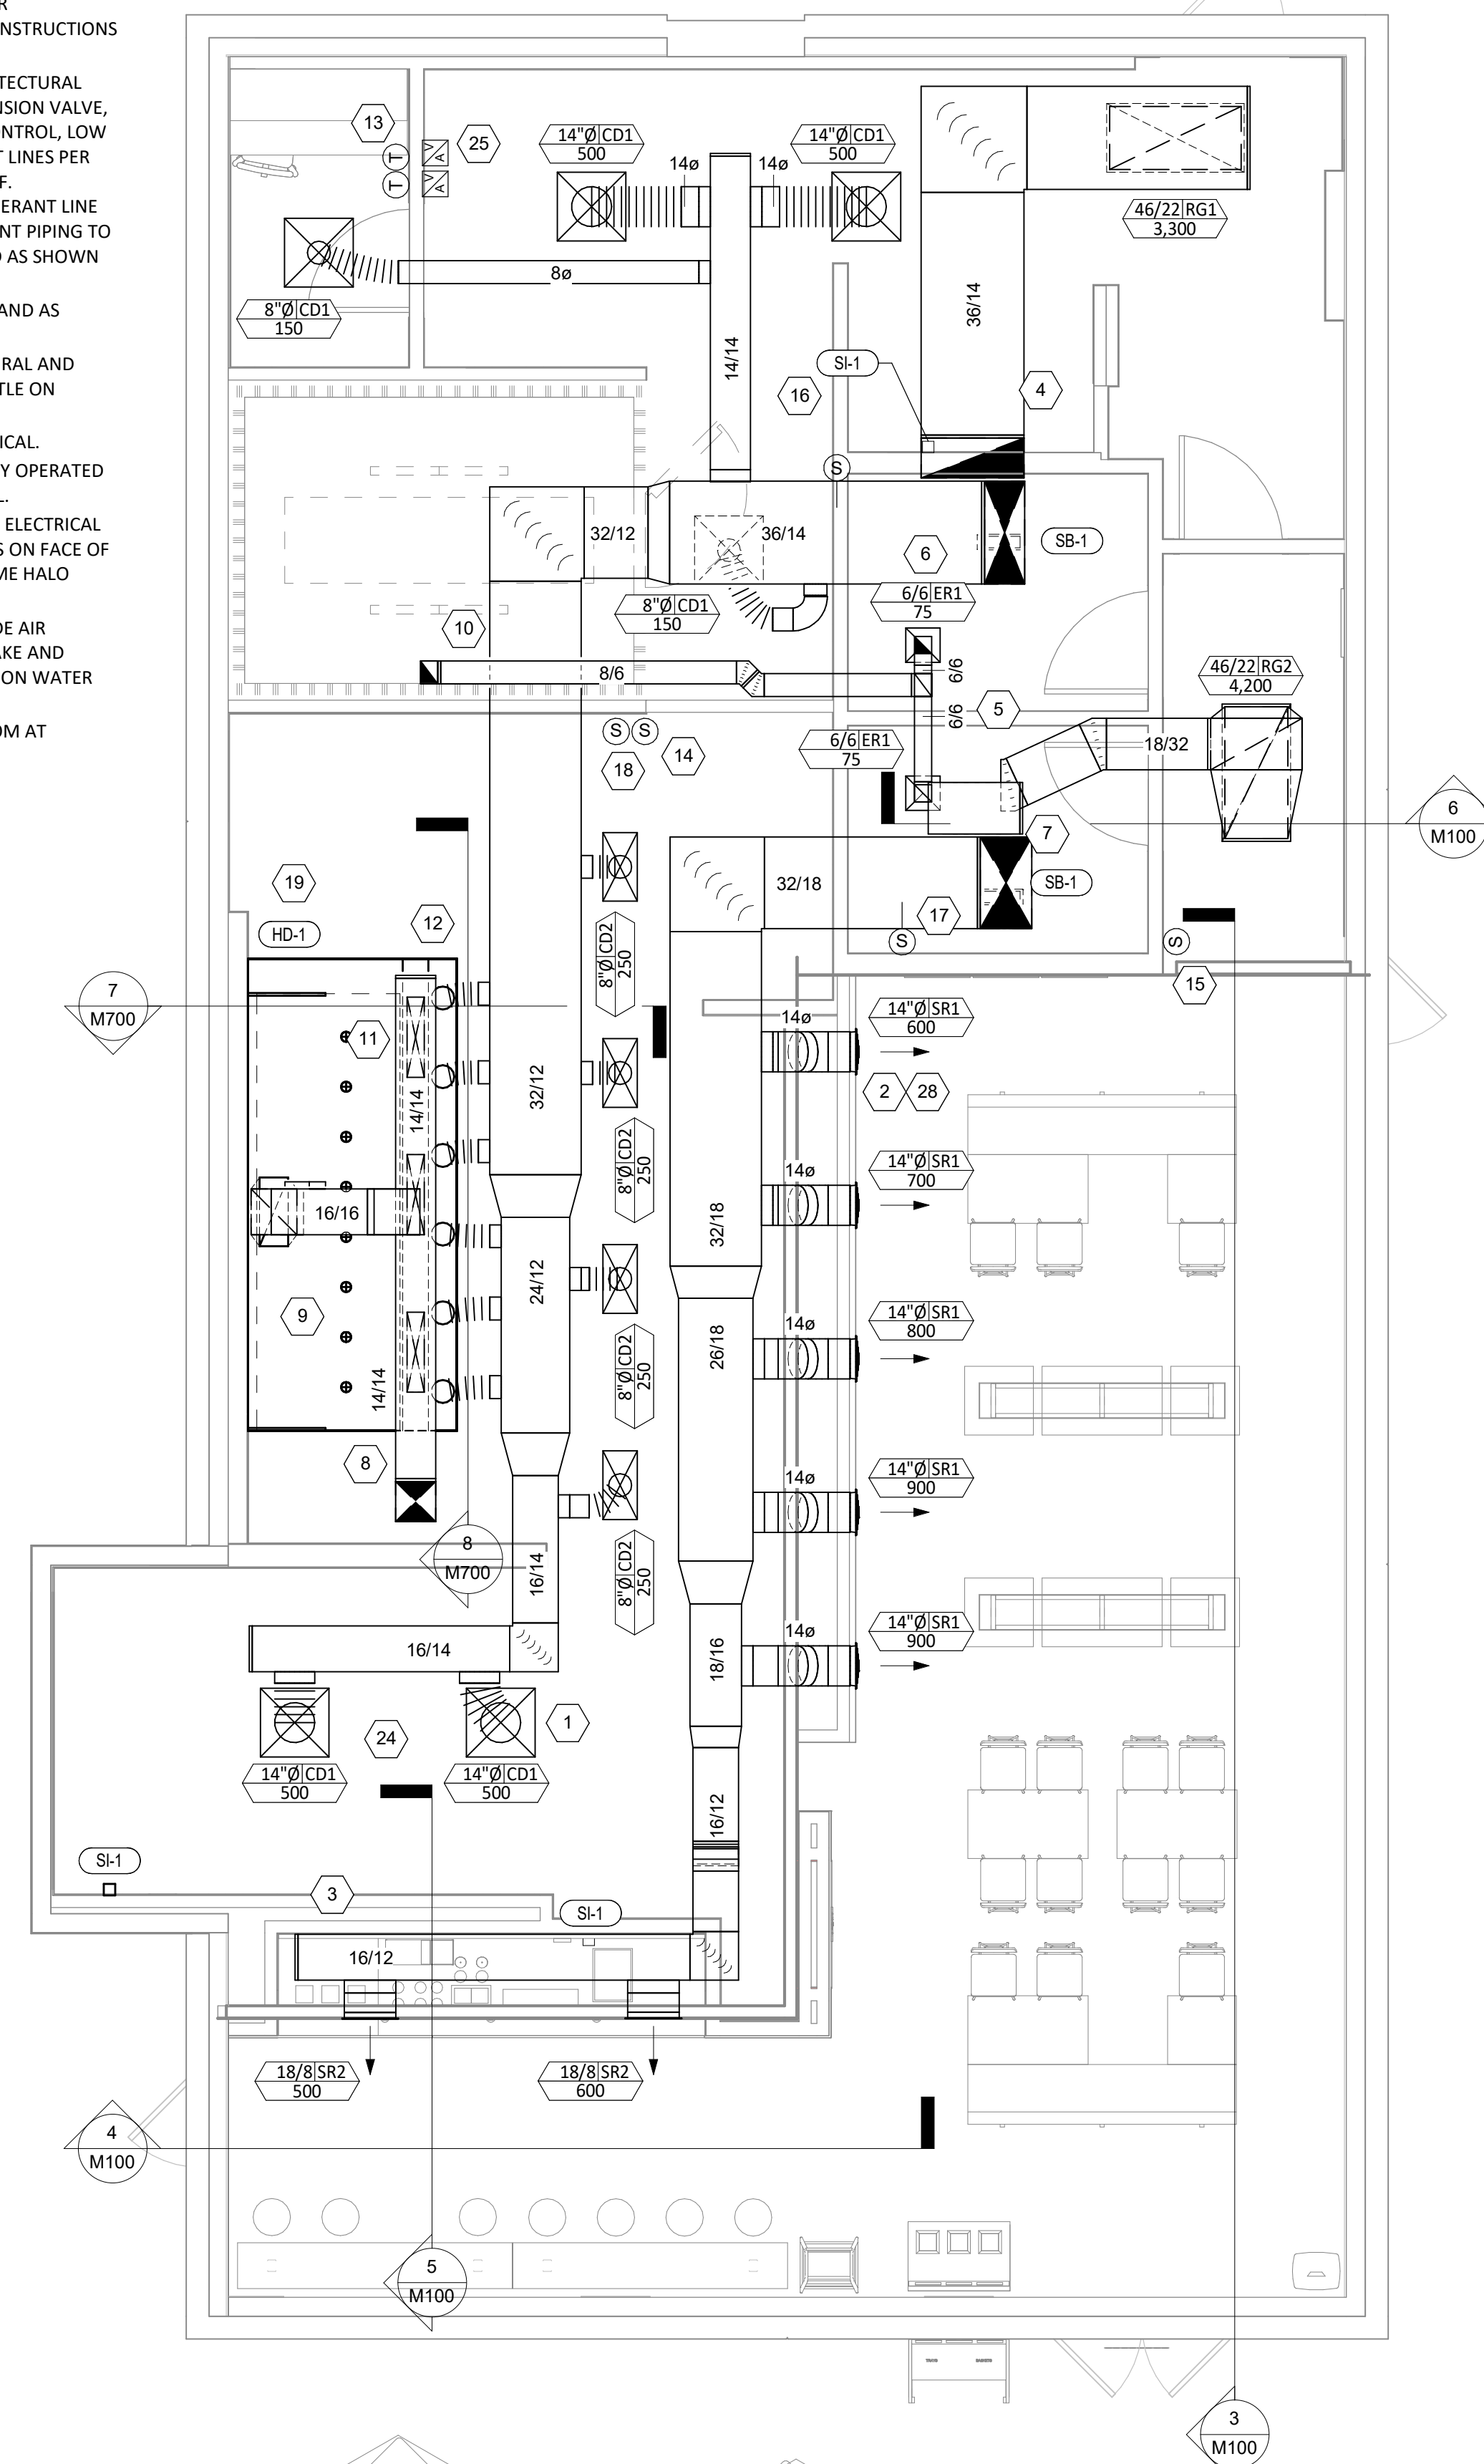 R
NSTRUCTIONS
TECTURAL
NSION VALVE,
ONTROL, LOW
T LINES PER
F.
ERANT LINE
NT PIPING TO
D AS SHOWN
AND AS
RAL AND
TLE ON
ICAL.
Y OPERATED
L.
ELECTRICAL
S ON FACE OF
ME HALO
DE AIR
AKE AND
ON WATER
OM AT
13
T
T
V
A
V
A
25
14"Ø CD1
500
14ø
14ø
14"Ø CD1
500
46/22 RG1
3,300
8ø
8"Ø CD1
150
14/14
36/14
SI-1
16
4
S
32/12
36/14
6
SB-1
8"Ø CD1
150
6/6 ER1
75
10
8/6
6/6
6/6
5
46/22 RG2
4,200
18/32
6/6 ER1
75
S
S
18
14
7
6
M100
19
HD-1
12
32/18
17
SB-1
S
S
15
8"Ø CD2
250
7
M700
11
14/14
32/12
14ø
14"Ø SR1
600
2
28
8"Ø CD2
250
14ø
14"Ø SR1
700
16/16
32/18
24/12
9
14/14
8"Ø CD2
250
26/18
14ø
14"Ø SR1
800
8
14ø
14"Ø SR1
900
8
M700
16/14
8"Ø CD2
250
16/14
18/16
14ø
14"Ø SR1
900
1
24
14"Ø CD1
500
14"Ø CD1
500
16/12
SI-1
3
SI-1
16/12
18/8 SR2
500
18/8 SR2
600
4
M100
5
M100
3
M100